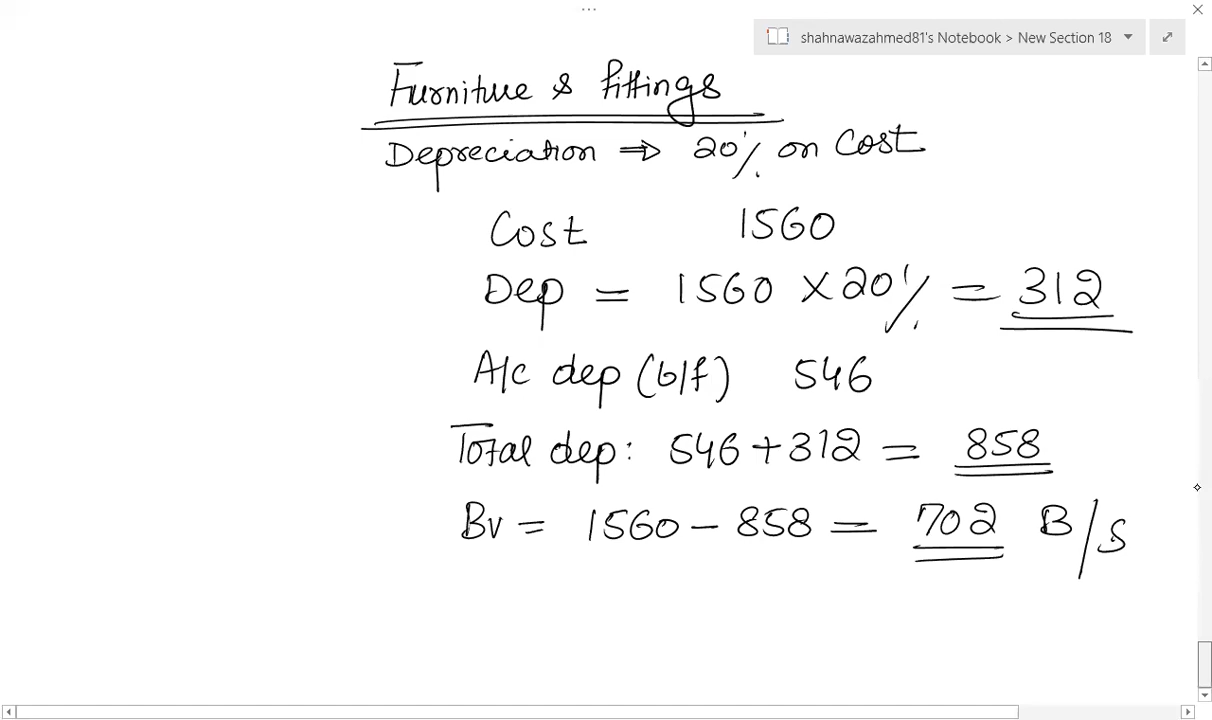 ...
shahnawazahmed81's Notebook > New Section 18
Furniture & fittings
Depreciation ⇒ 20% on Cost
Cost 1560
Dep = 1560 × 20% = 312
A/c dep (b/f) 546
Total dep: 546 + 312 = 858
Bv = 1560 - 858 = 702 B/S